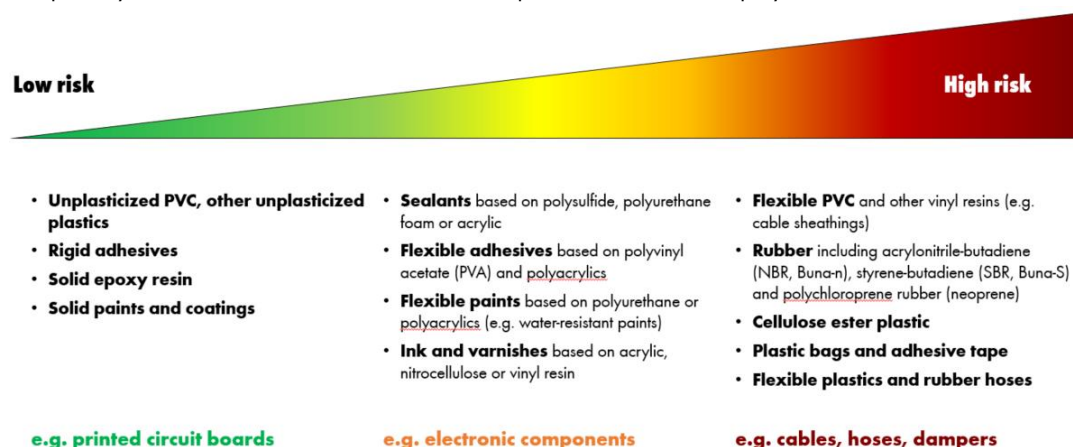 Low risk
High risk
• Unplasticized PVC, other unplasticized
plastics
• Rigid adhesives
• Solid epoxy resin
• Solid paints and coatings
e.g. printed circuit boards
• Sealants based on polysulfide, polyurethane
foam or acrylic
• Flexible adhesives based on polyvinyl
acetate (PVA) and polyacrylics
• Flexible paints based on polyurethane or
polyacrylics (e.g. water-resistant paints)
• Ink and varnishes based on acrylic,
nitrocellulose or vinyl resin
e.g. electronic components
• Flexible PVC and other vinyl resins (e.g.
cable sheathings)
• Rubber including acrylonitrile-butadiene
(NBR, Buna-n), styrene-butadiene (SBR, Buna-S)
and polychloroprene rubber (neoprene)
• Cellulose ester plastic
• Plastic bags and adhesive tape
• Flexible plastics and rubber hoses
e.g. cables, hoses, dampers